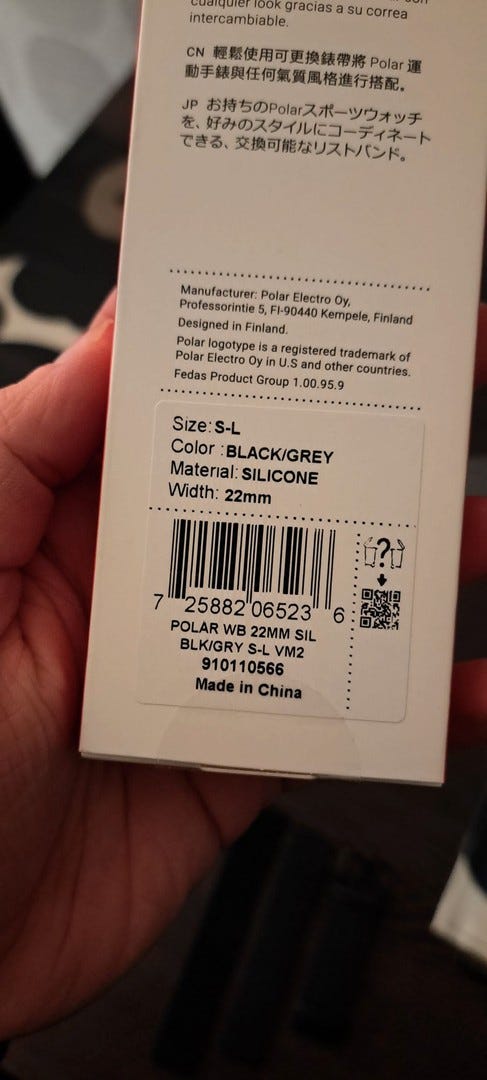 cualquier look gracias a su correa
intercambiable.
CN 輕鬆使用可更換錶帶將 Polar 運
動手錶與任何氣質風格進行搭配。
JP お持ちのPolarスポーツウォッチ
を、好みのスタイルにコーディネート
できる、交換可能なリストバンド。
Manufacturer: Polar Electro Oy,
Professorintie 5, FI-90440 Kempele, Finland
Designed in Finland.
Polar logotype is a registered trademark of
Polar Electro Oy in U.S and other countries.
Fedas Product Group 1.00.95.9
Size: S-L
Color : BLACK/GREY
Material: SILICONE
Width: 22mm
?
7 25882 06523 6
POLAR WB 22MM SIL
BLK/GRY S-L VM2
910110566
Made in China